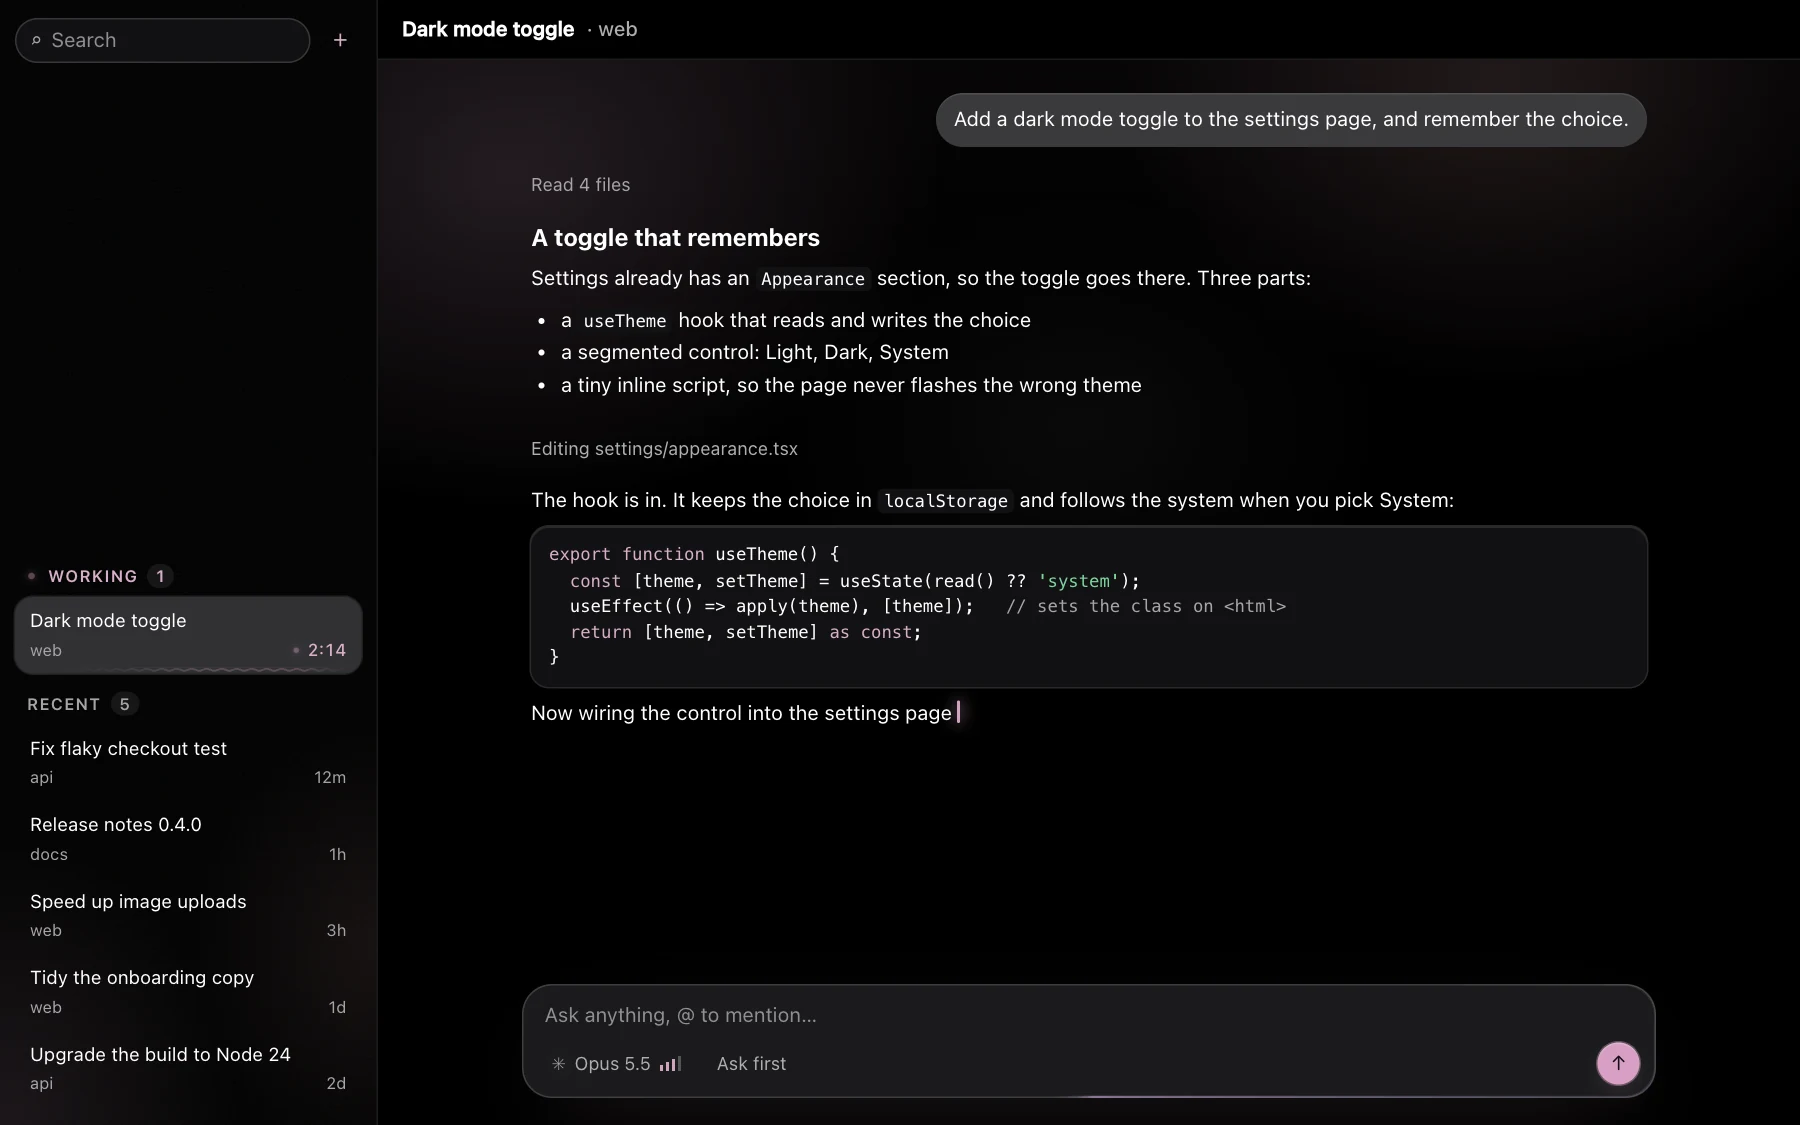 Search
+
WORKING 1
Dark mode toggle
web 2:14
RECENT 5
Fix flaky checkout test
api 12m
Release notes 0.4.0
docs 1h
Speed up image uploads
web 3h
Tidy the onboarding copy
web 1d
Upgrade the build to Node 24
api 2d
Dark mode toggle · web
Add a dark mode toggle to the settings page, and remember the choice.
Read 4 files
A toggle that remembers
Settings already has an Appearance section, so the toggle goes there. Three parts:
• a useTheme hook that reads and writes the choice
• a segmented control: Light, Dark, System
• a tiny inline script, so the page never flashes the wrong theme
Editing settings/appearance.tsx
The hook is in. It keeps the choice in localStorage and follows the system when you pick System:
export function useTheme() {
  const [theme, setTheme] = useState(read() ?? 'system');
  useEffect(() => apply(theme), [theme]);   // sets the class on <html>
  return [theme, setTheme] as const;
}
Now wiring the control into the settings page
Ask anything, @ to mention...
Opus 5.5 Ask first